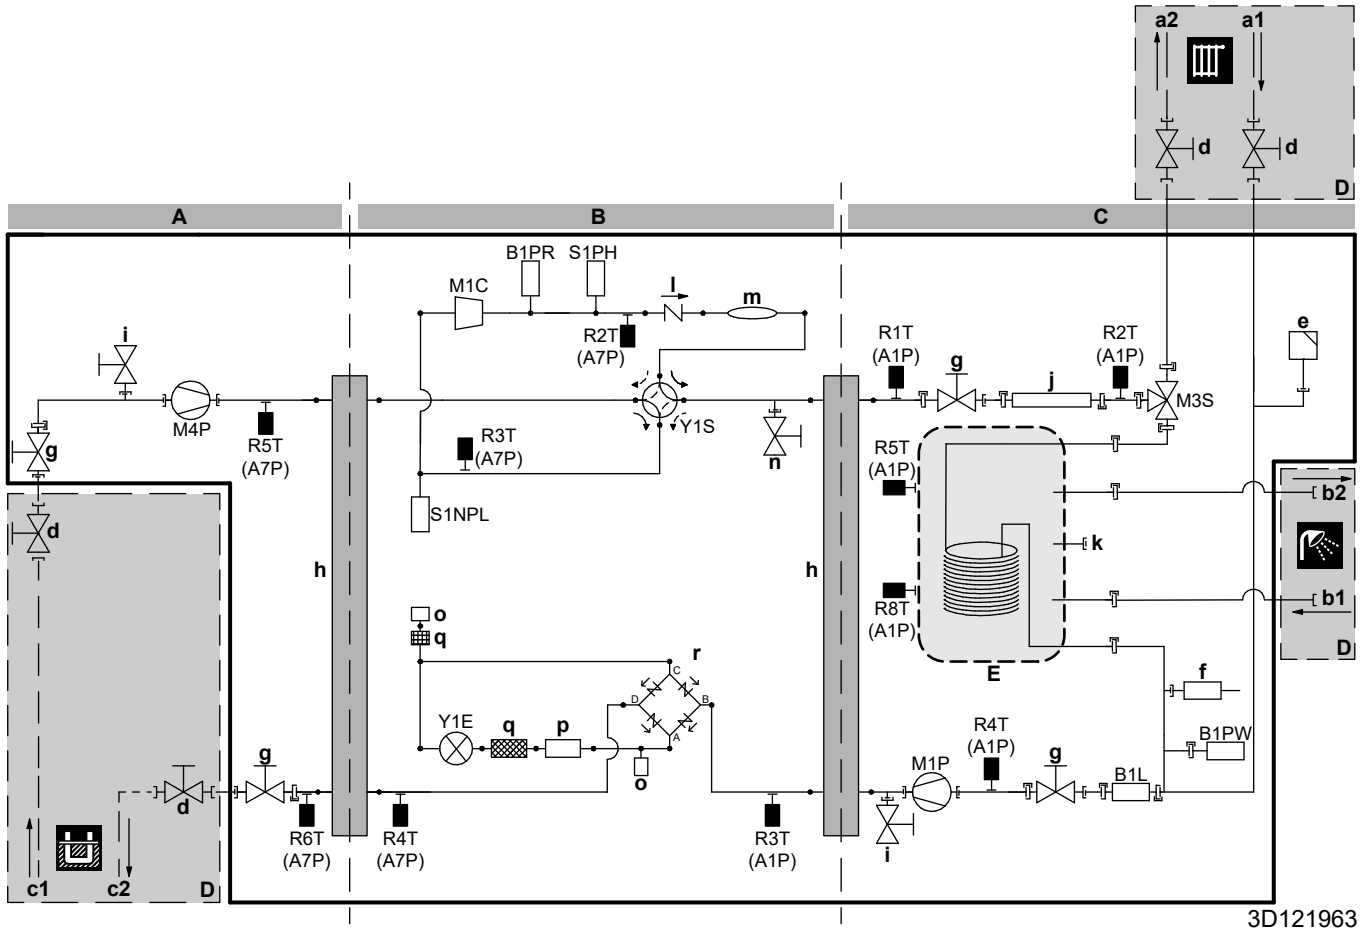 a2
a1
d
d
D
A
B
C
B1PR
S1PH
M1C
l
m
i
R2T
(A7P)
R1T
(A1P)
g
j
R2T
(A1P)
e
M4P
R5T
(A7P)
g
Y1S
M3S
R3T
(A7P)
n
R5T
(A1P)
d
S1NPL
b2
k
h
h
R8T
(A1P)
b1
E
D
o
q
r
C
D
B
A
f
Y1E
q
p
o
R4T
(A1P)
g
B1PW
M1P
B1L
g
d
R6T
(A7P)
R4T
(A7P)
R3T
(A1P)
i
c1
c2
D
3D121963